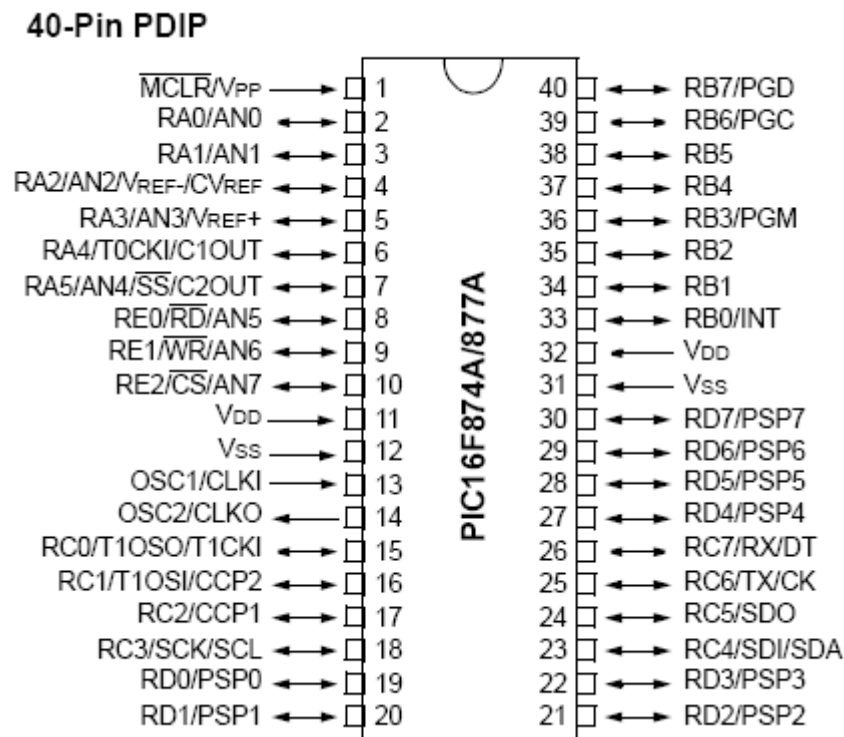 40-Pin PDIP
MCLR/VPP 1 40 RB7/PGD
RA0/AN0 2 39 RB6/PGC
RA1/AN1 3 38 RB5
RA2/AN2/VREF-/CVREF 4 37 RB4
RA3/AN3/VREF+ 5 36 RB3/PGM
RA4/T0CKI/C1OUT 6 35 RB2
RA5/AN4/SS/C2OUT 7 34 RB1
RE0/RD/AN5 8 33 RB0/INT
RE1/WR/AN6 9 32 VDD
RE2/CS/AN7 10 31 VSS
VDD 11 30 RD7/PSP7
VSS 12 29 RD6/PSP6
OSC1/CLKI 13 28 RD5/PSP5
OSC2/CLKO 14 27 RD4/PSP4
RC0/T1OSO/T1CKI 15 26 RC7/RX/DT
RC1/T1OSI/CCP2 16 25 RC6/TX/CK
RC2/CCP1 17 24 RC5/SDO
RC3/SCK/SCL 18 23 RC4/SDI/SDA
RD0/PSP0 19 22 RD3/PSP3
RD1/PSP1 20 21 RD2/PSP2
PIC16F874A/877A